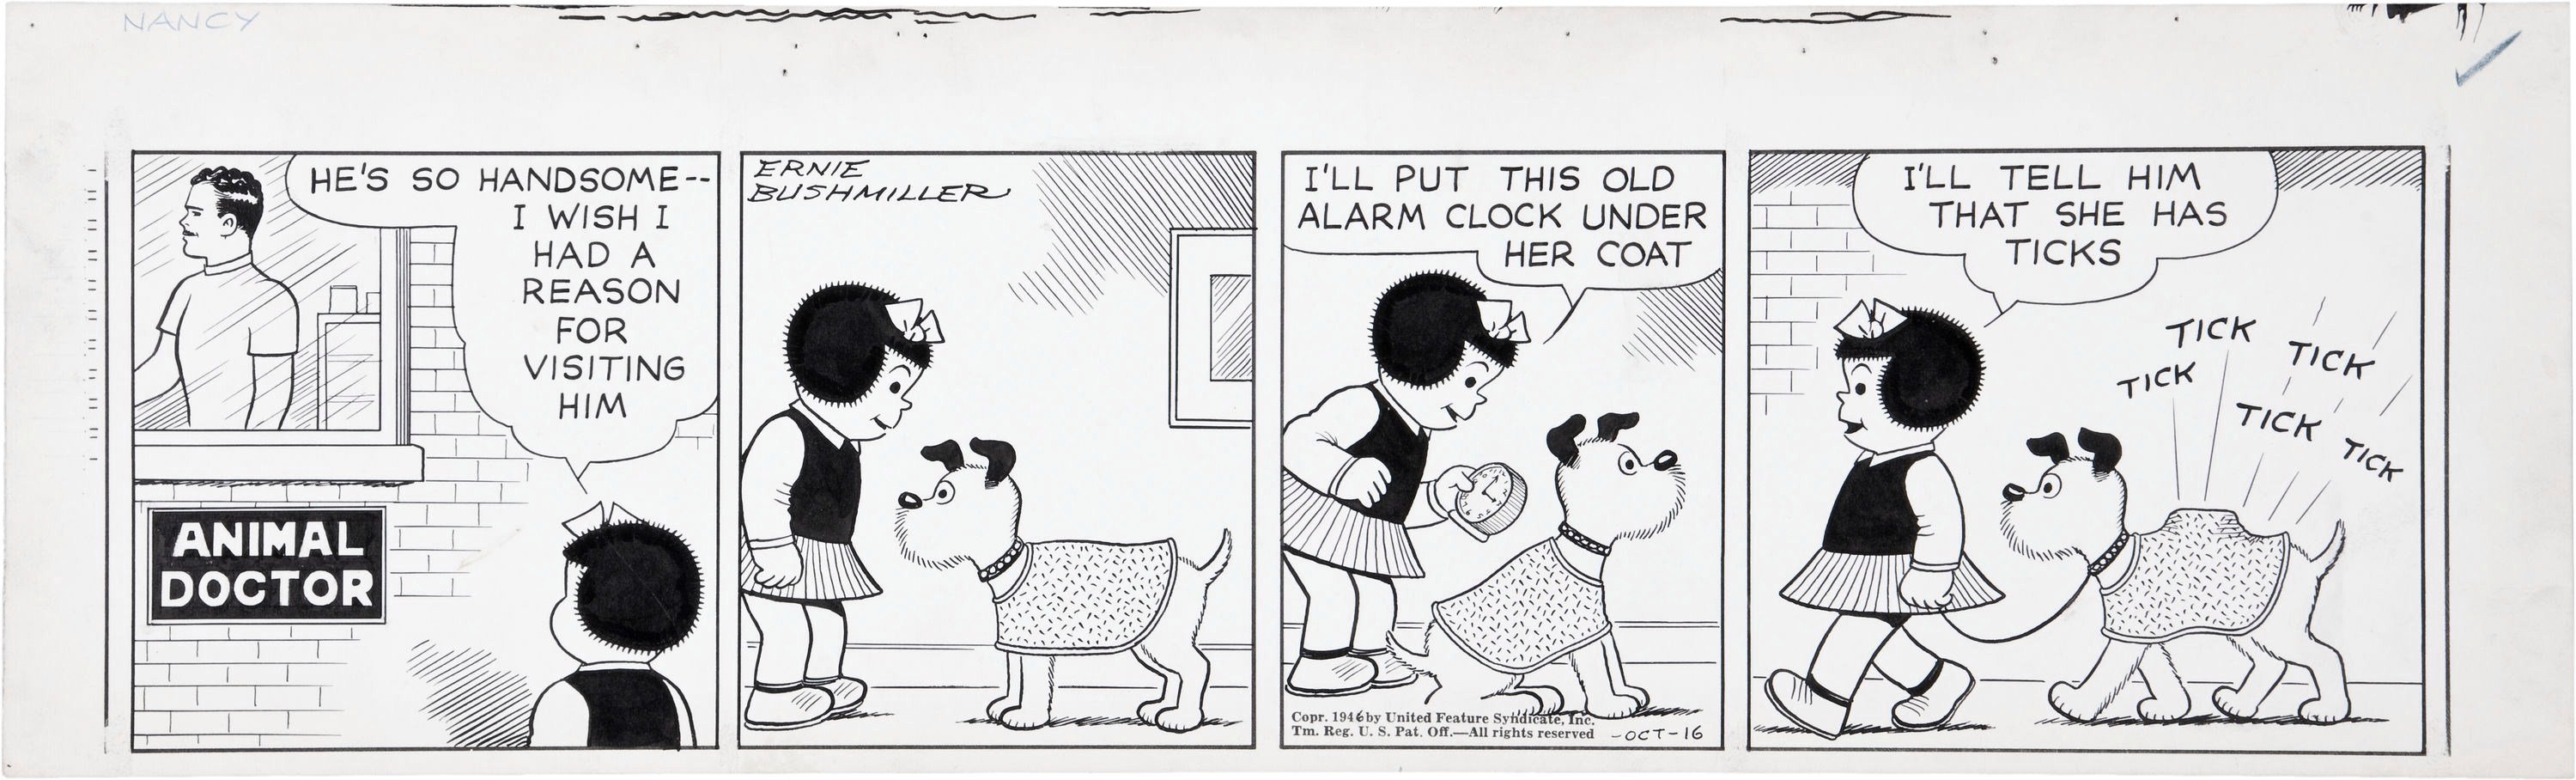 NANCY
HE'S SO HANDSOME--
I WISH I
HAD A
REASON
FOR
VISITING
HIM
ANIMAL
DOCTOR
ERNIE
BUSHMILLER
I'LL PUT THIS OLD
ALARM CLOCK UNDER
HER COAT
Copr. 1946 by United Feature Syndicate, Inc.
Tm. Reg. U. S. Pat. Off.—All rights reserved
-OCT-16
I'LL TELL HIM
THAT SHE HAS
TICKS
TICK
TICK
TICK
TICK
TICK